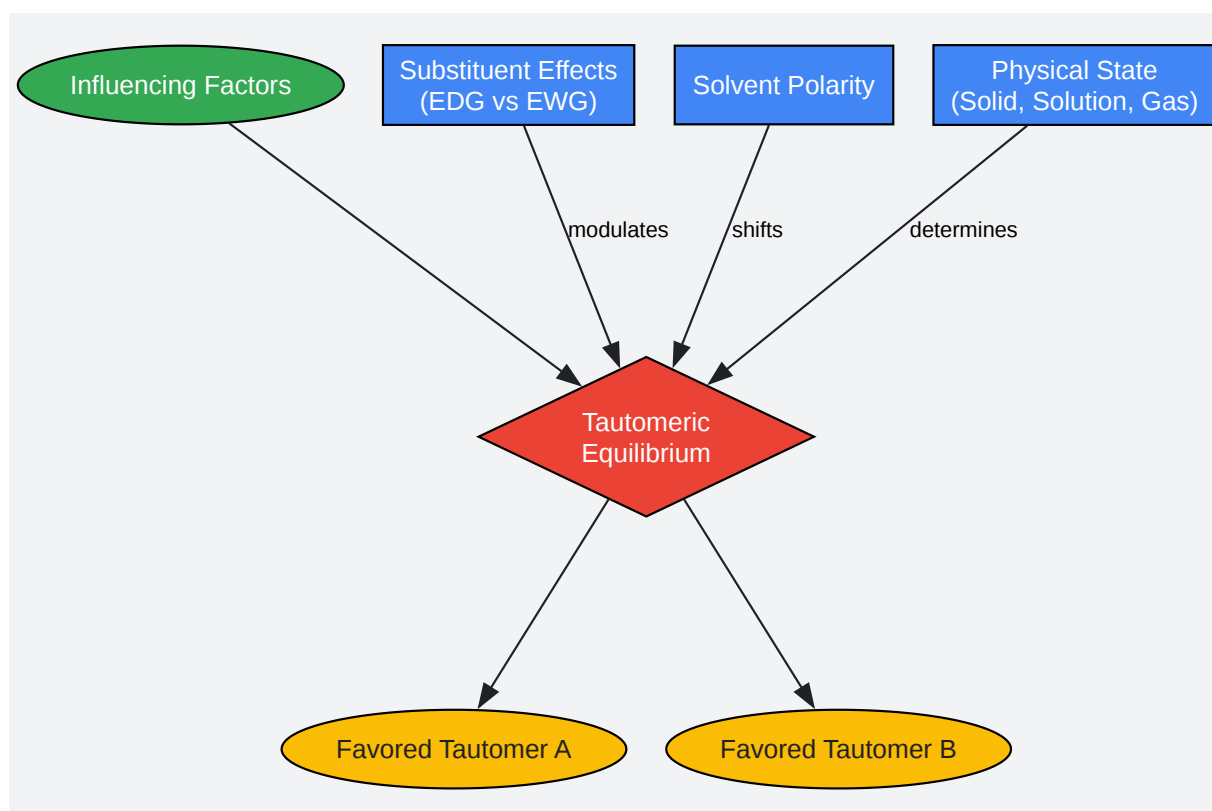 Influencing Factors
Substituent Effects
(EDG vs EWG)
Solvent Polarity
Physical State
(Solid, Solution, Gas)
modulates
shifts
determines
Tautomeric
Equilibrium
Favored Tautomer A
Favored Tautomer B